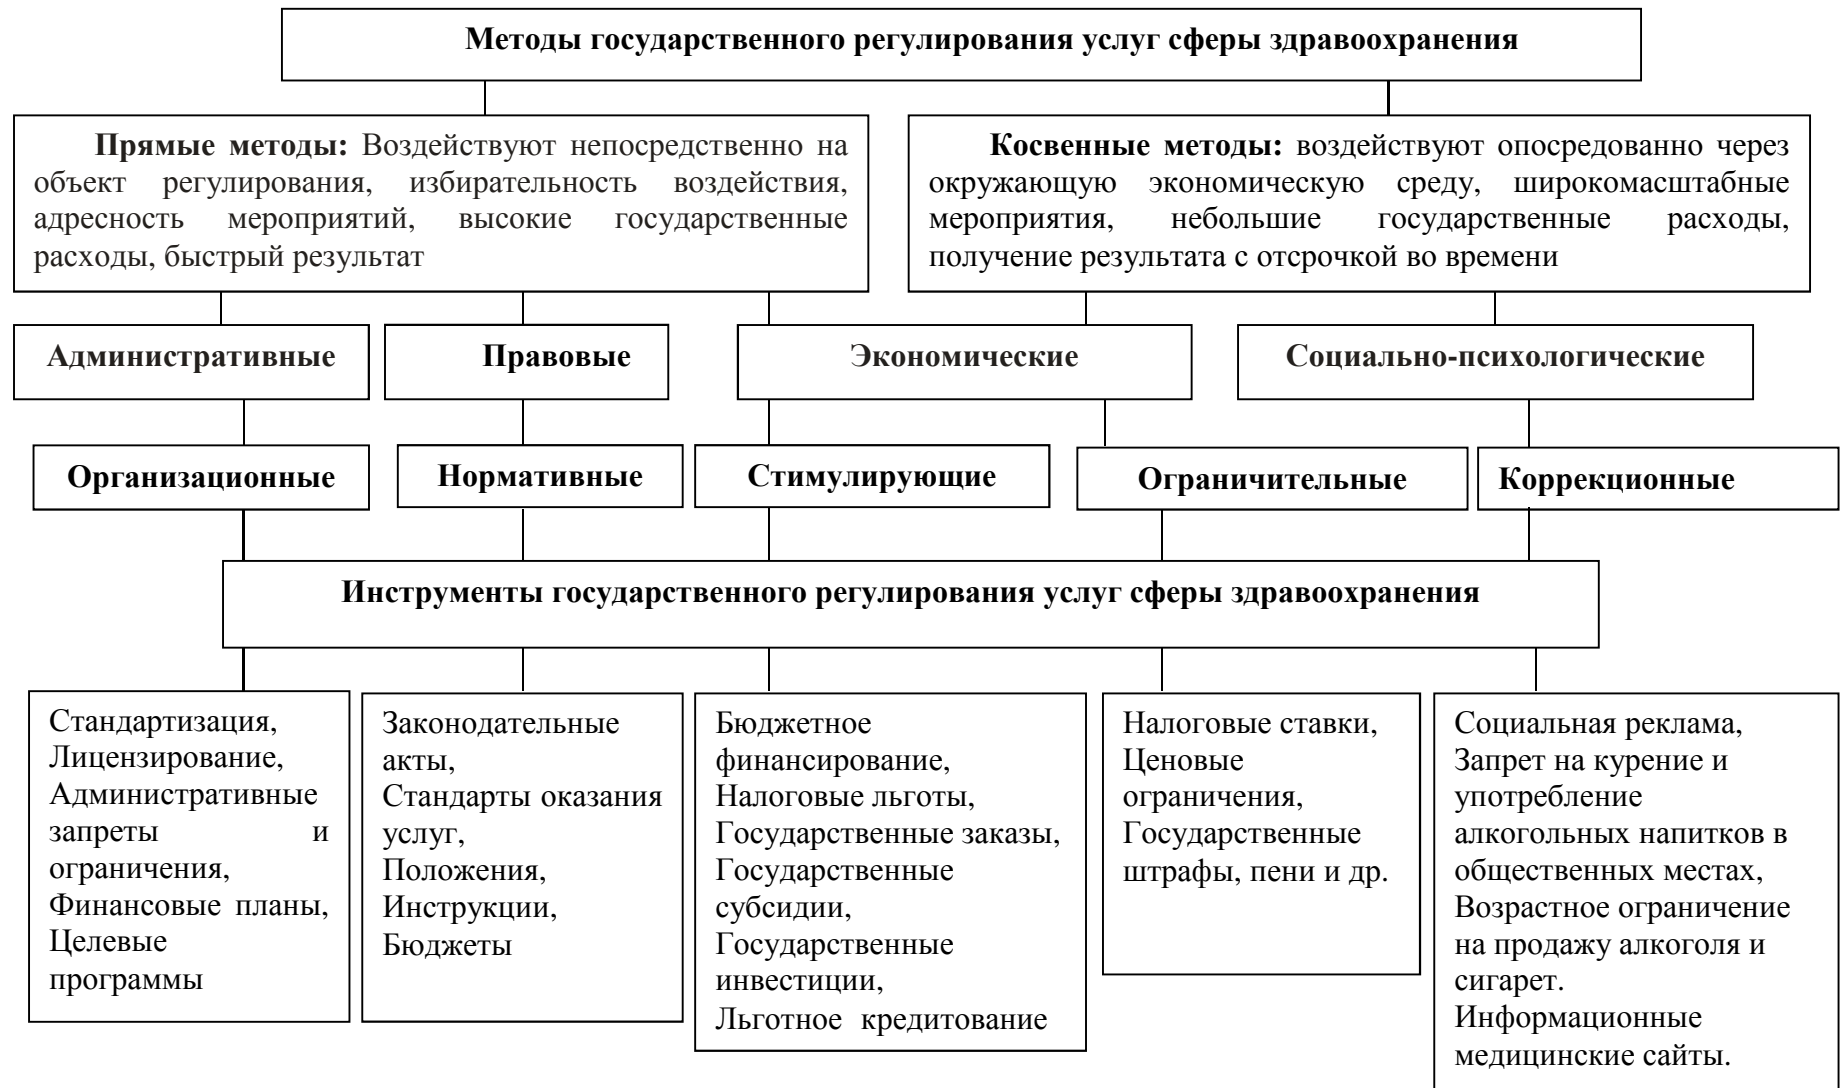 Методы государственного регулирования услуг сферы здравоохранения
Прямые методы: Воздействуют непосредственно на
объект регулирования, избирательность воздействия,
адресность мероприятий, высокие государственные
расходы, быстрый результат
Косвенные методы: воздействуют опосредованно через
окружающую экономическую среду, широкомасштабные
мероприятия, небольшие государственные расходы,
получение результата с отсрочкой во времени
Административные
Правовые
Экономические
Социально-психологические
Организационные
Нормативные
Стимулирующие
Ограничительные
Коррекционные
Инструменты государственного регулирования услуг сферы здравоохранения
Стандартизация,
Лицензирование,
Административные
запреты и
ограничения,
Финансовые планы,
Целевые
программы
Законодательные
акты,
Стандарты оказания
услуг,
Положения,
Инструкции,
Бюджеты
Бюджетное
финансирование,
Налоговые льготы,
Государственные заказы,
Государственные
субсидии,
Государственные
инвестиции,
Льготное кредитование
Налоговые ставки,
Ценовые
ограничения,
Государственные
штрафы, пени и др.
Социальная реклама,
Запрет на курение и
употребление
алкогольных напитков в
общественных местах,
Возрастное ограничение
на продажу алкоголя и
сигарет.
Информационные
медицинские сайты.